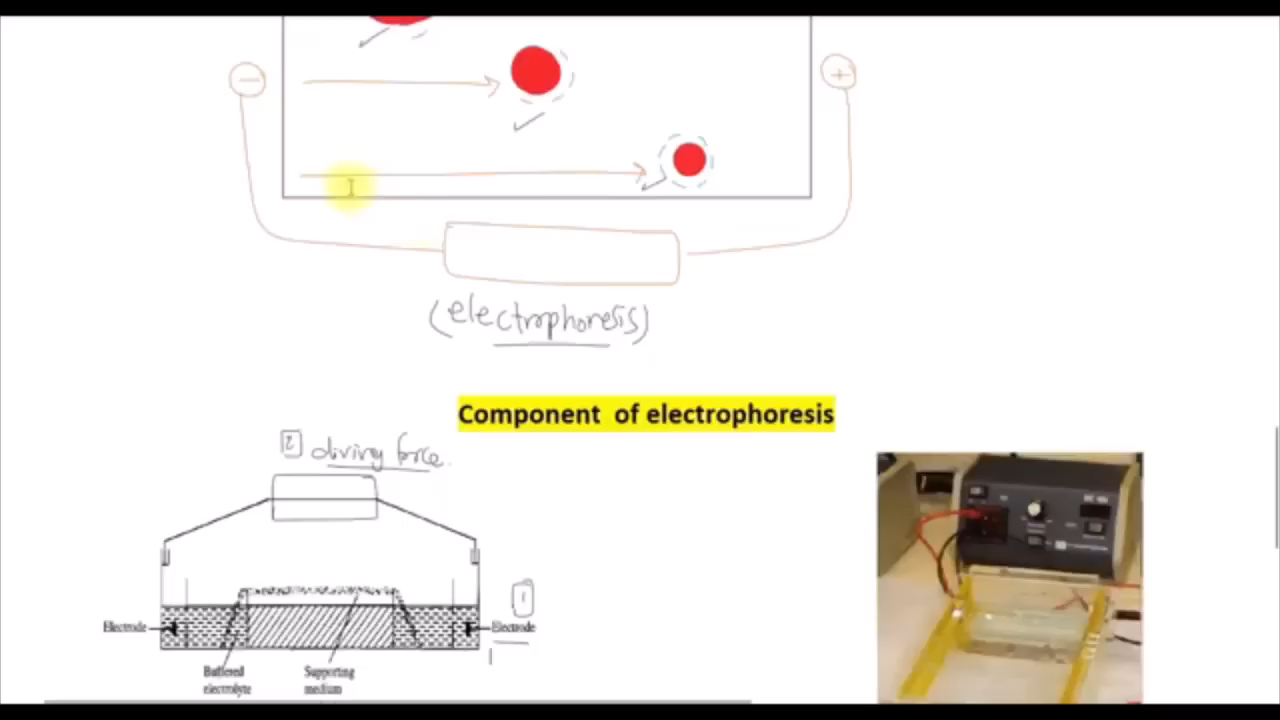 −
+
(electrophoresis)
Component of electrophoresis
2 driving force.
1
Electrode
Electrode
Buffered
electrolyte
Supporting
medium